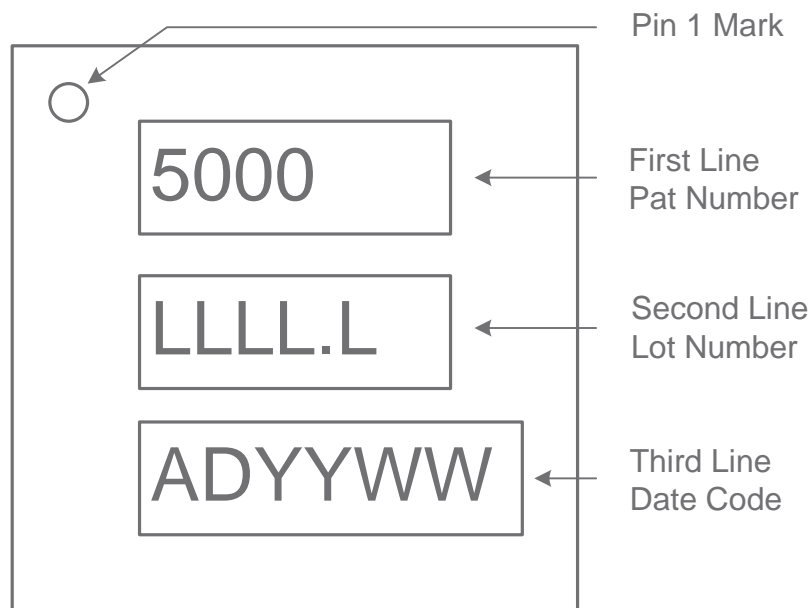 Pin 1 Mark
5000
First Line
Pat Number
LLLL.L
Second Line
Lot Number
ADYYWW
Third Line
Date Code